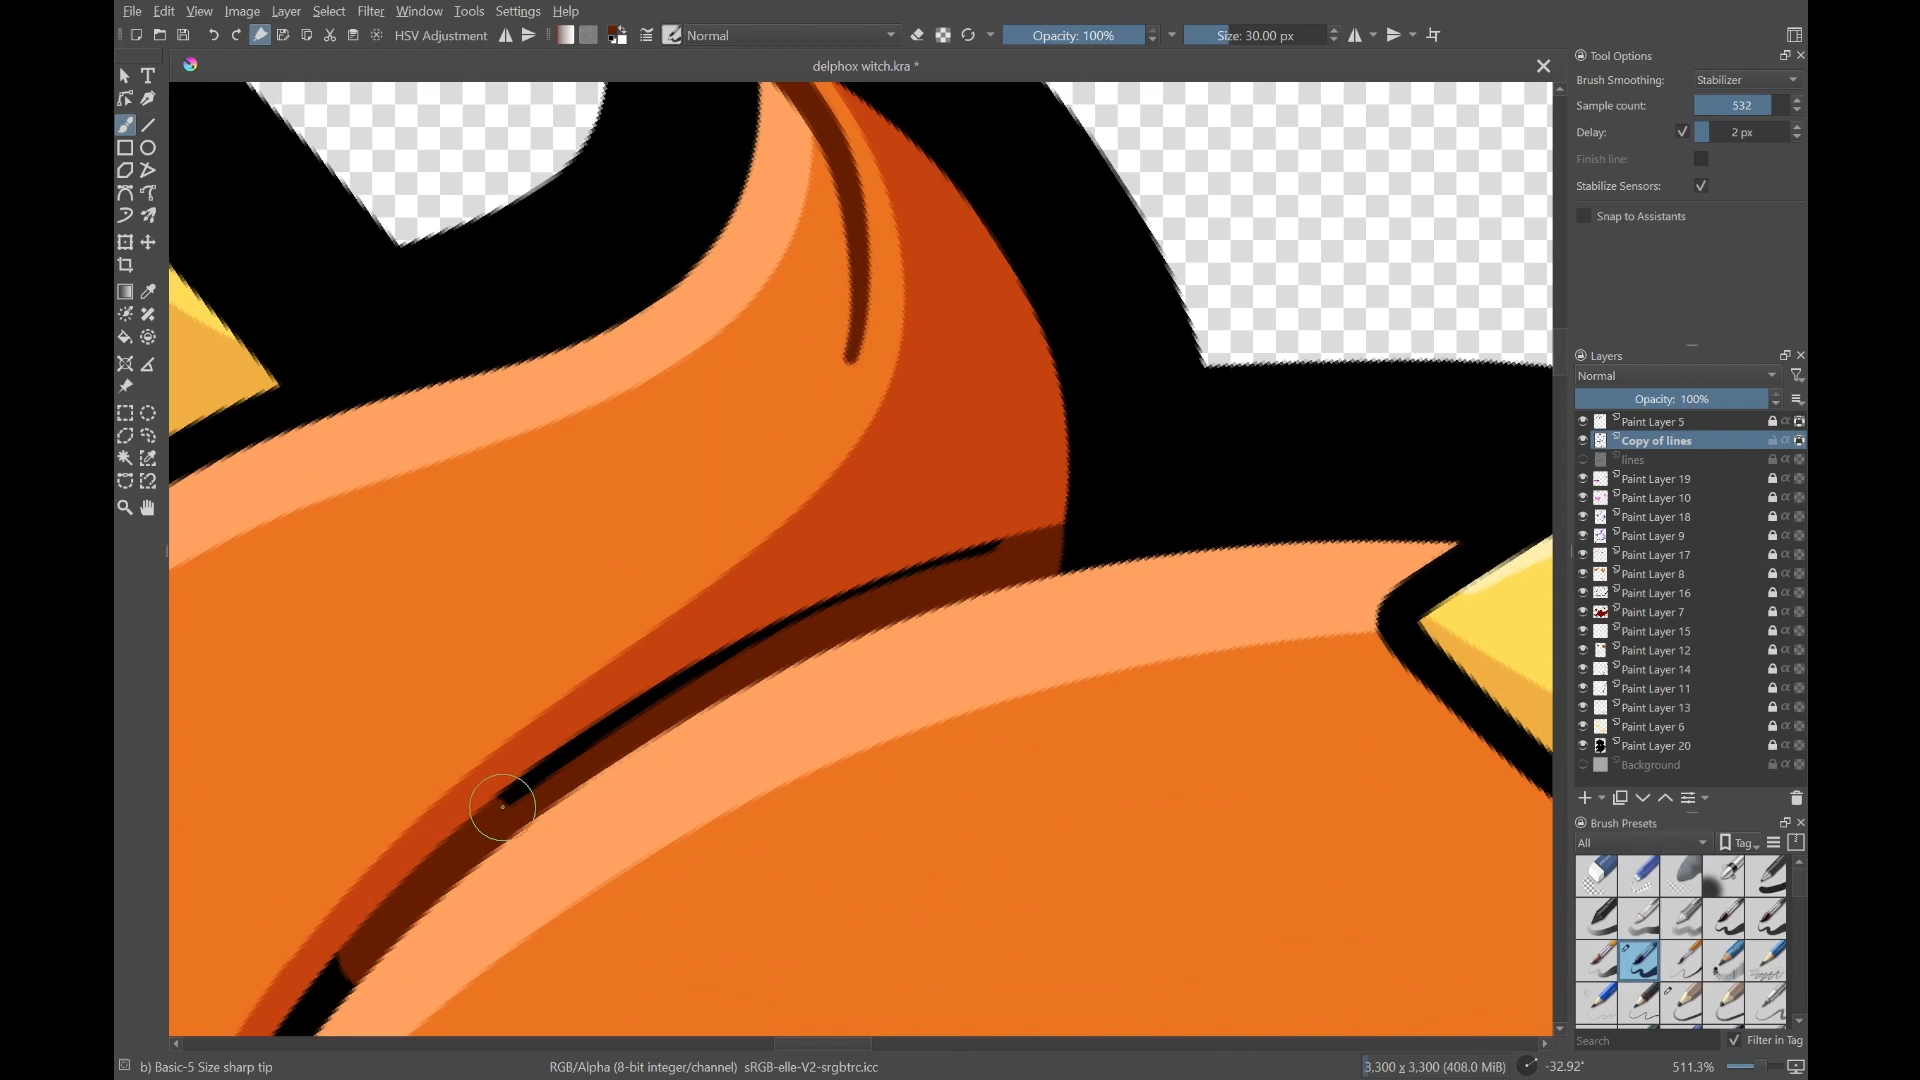 File Edit View Image Layer Select Filter Window Tools Settings Help
HSV Adjustment Normal Opacity: 100% Size: 30.00 px
delphox witch.kra *
Tool Options
Brush Smoothing: Stabilizer
Sample count: 532
Delay: 2 px
Finish line:
Stabilize Sensors:
Snap to Assistants
Layers
Normal
Opacity: 100%
Paint Layer 5
Copy of lines
lines
Paint Layer 19
Paint Layer 10
Paint Layer 18
Paint Layer 9
Paint Layer 17
Paint Layer 8
Paint Layer 16
Paint Layer 7
Paint Layer 15
Paint Layer 12
Paint Layer 14
Paint Layer 11
Paint Layer 13
Paint Layer 6
Paint Layer 20
Background
Brush Presets
All Tag
Search Filter in Tag
b) Basic-5 Size sharp tip RGB/Alpha (8-bit integer/channel) sRGB-elle-V2-srgbtrc.icc 3,300 x 3,300 (408.0 MiB) -32.92° 511.3%